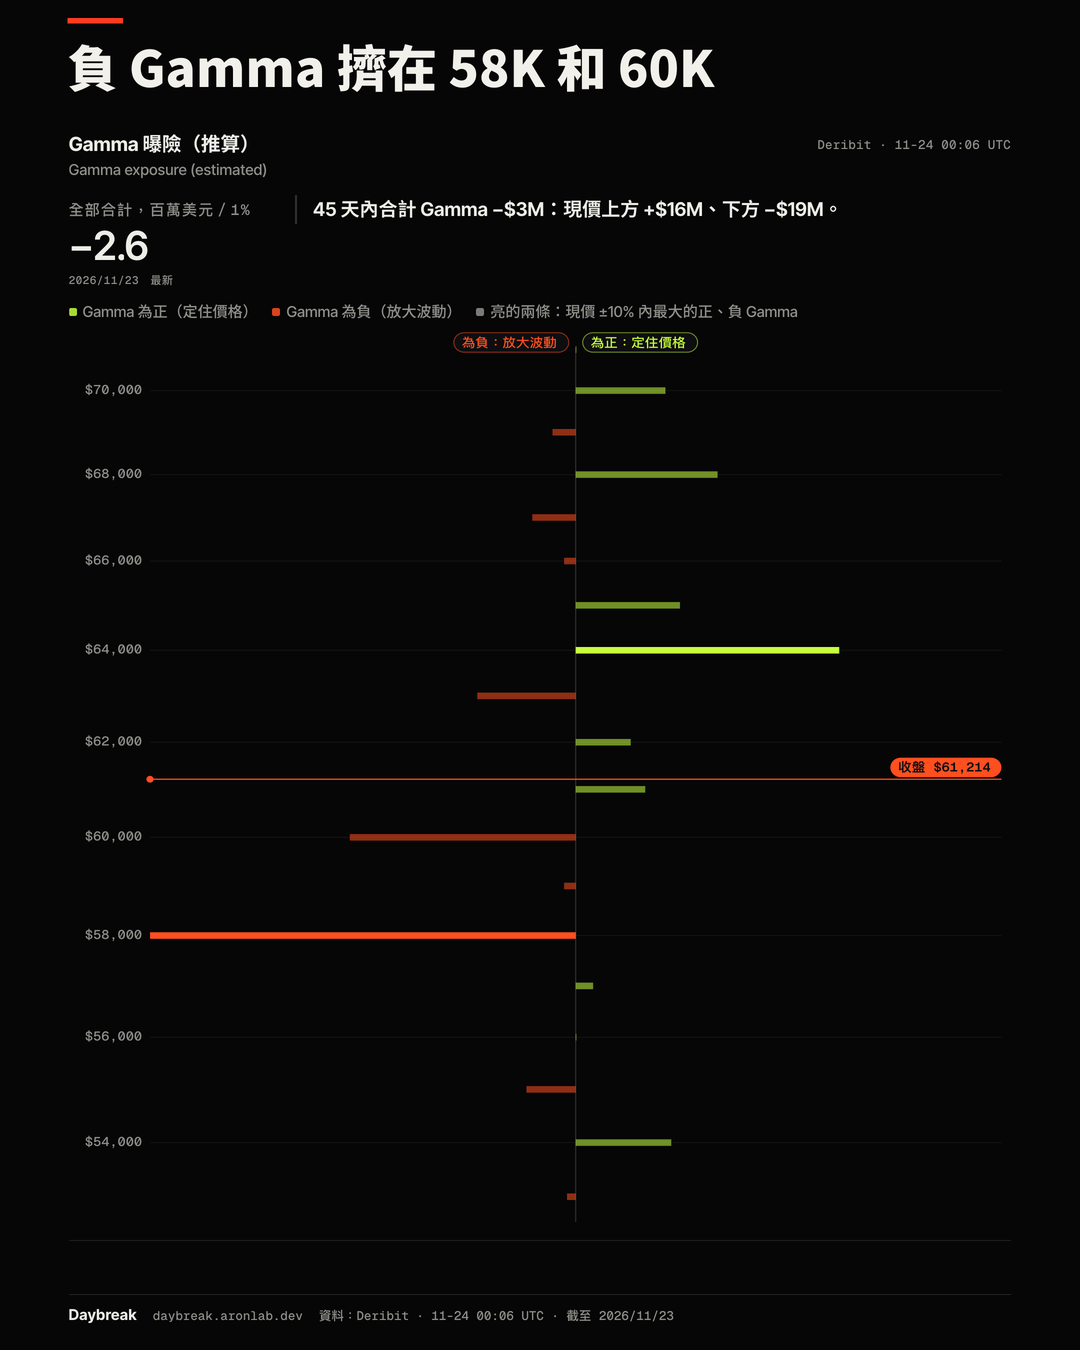 負 Gamma 擠在 58K 和 60K
Gamma 曝險（推算）
Deribit · 11-24 00:06 UTC
Gamma exposure (estimated)
全部合計，百萬美元 / 1%
45 天內合計 Gamma −$3M：現價上方 +$16M、下方 −$19M。
−2.6
2026/11/23 最新
Gamma 為正（定住價格） Gamma 為負（放大波動） 亮的兩條：現價 ±10% 內最大的正、負 Gamma
為負：放大波動 為正：定住價格
$70,000
$68,000
$66,000
$64,000
$62,000
收盤 $61,214
$60,000
$58,000
$56,000
$54,000
Daybreak daybreak.aronlab.dev 資料：Deribit · 11-24 00:06 UTC · 截至 2026/11/23